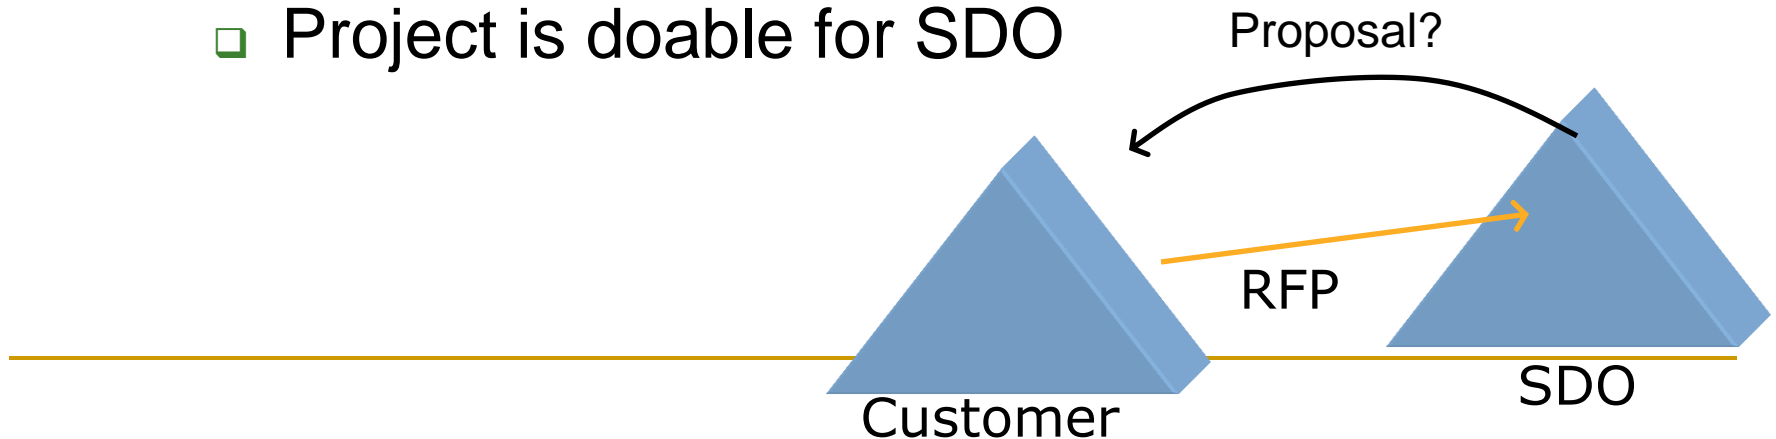 Project is doable for SDO
Proposal?
RFP
SDO
Customer